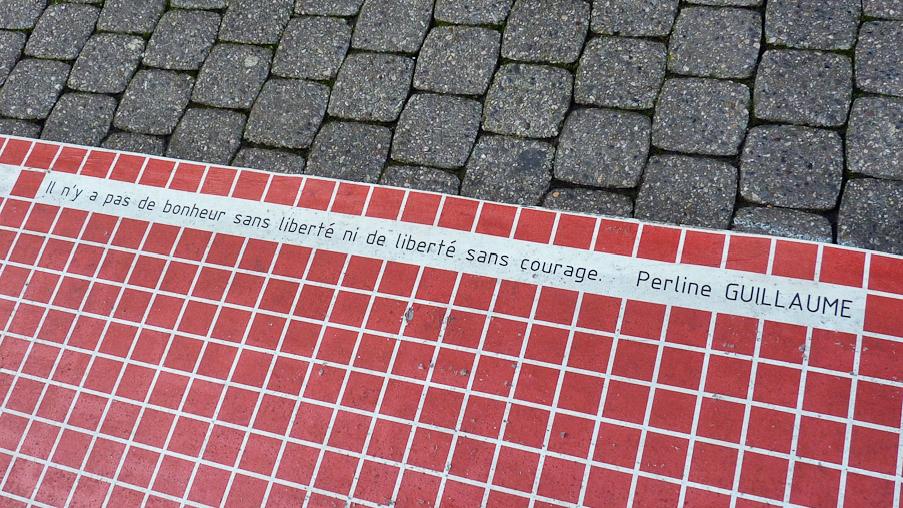 Il n'y a pas de bonheur sans liberté ni de liberté sans courage. Perline GUILLAUME